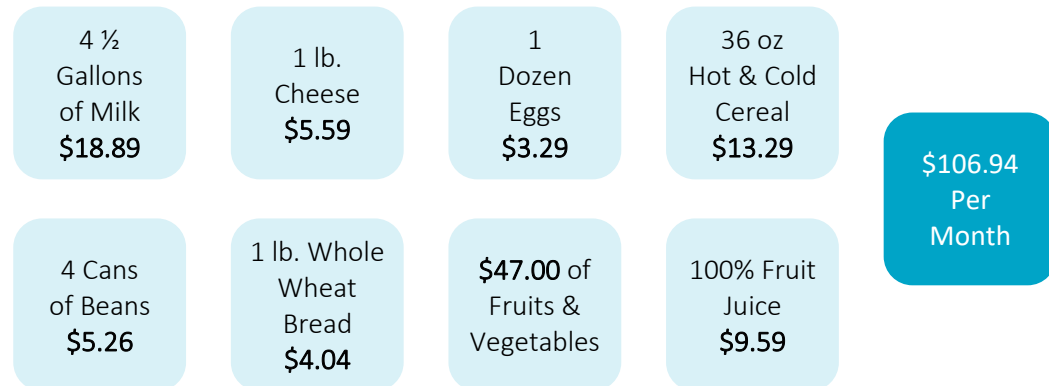 4 ½
Gallons
of Milk
$18.89
1 lb.
Cheese
$5.59
1
Dozen
Eggs
$3.29
36 oz
Hot & Cold
Cereal
$13.29
$106.94
Per
Month
4 Cans
of Beans
$5.26
1 lb. Whole
Wheat
Bread
$4.04
$47.00 of
Fruits &
Vegetables
100% Fruit
Juice
$9.59